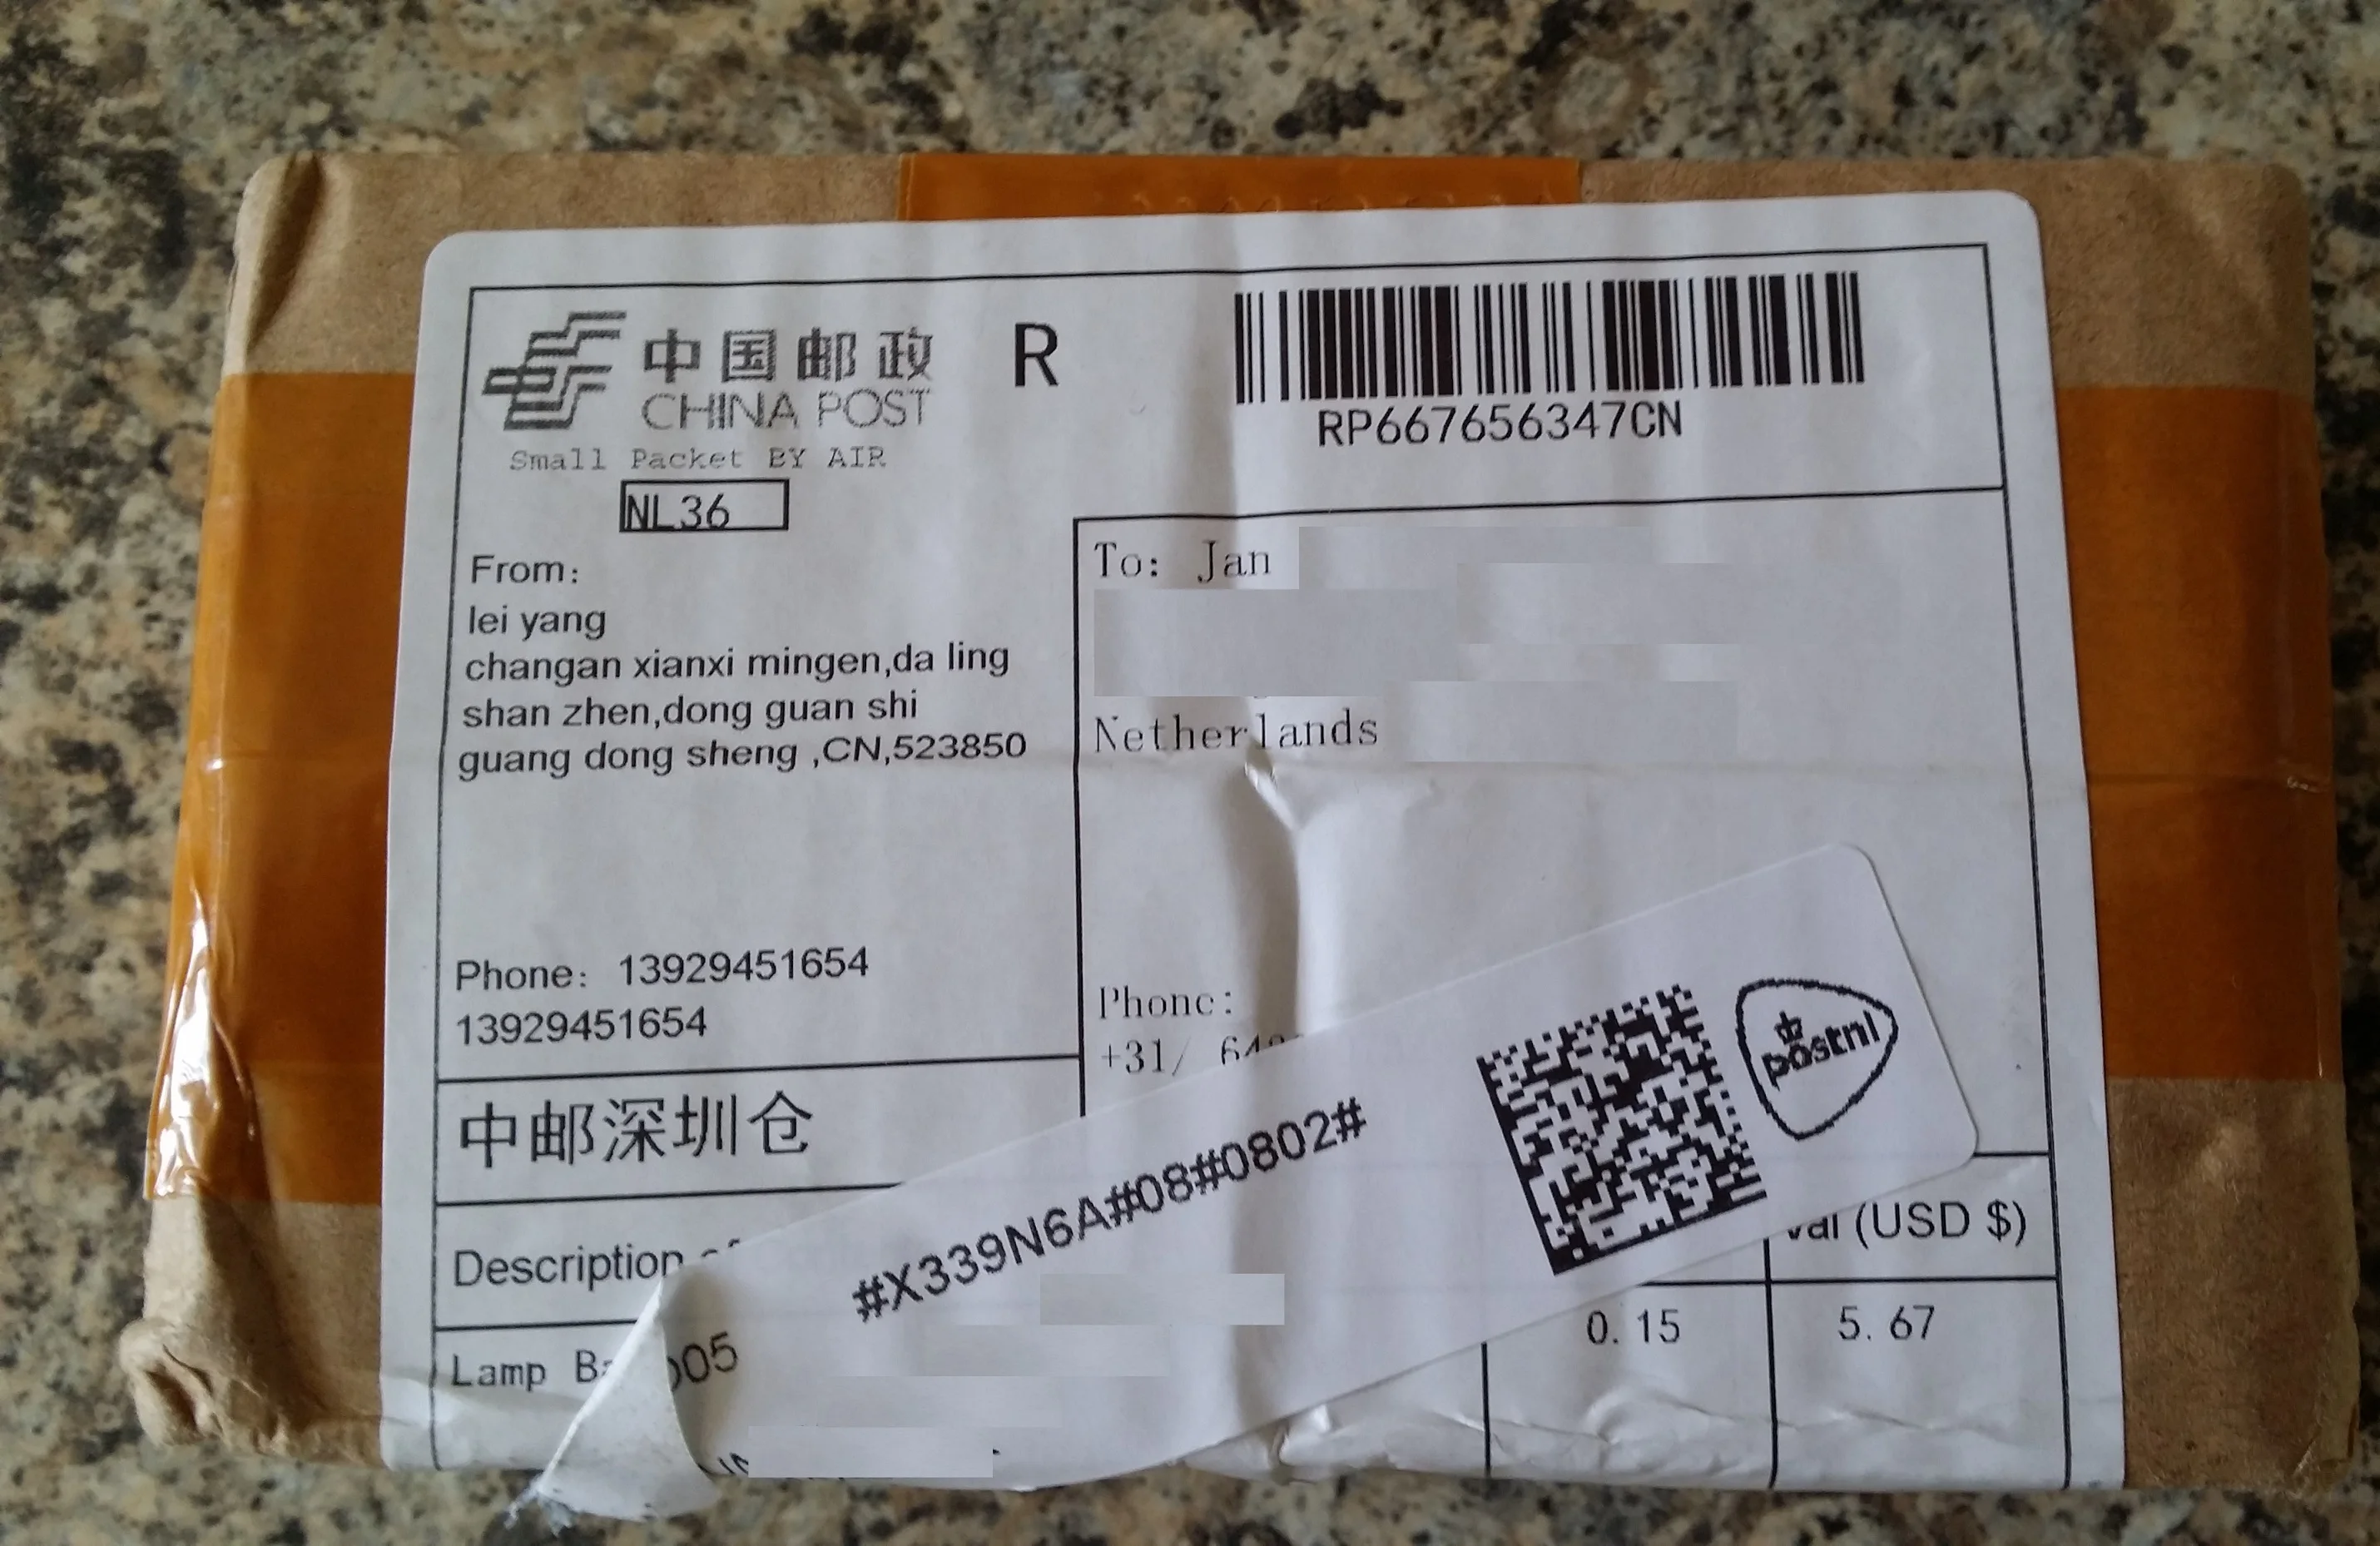 中国邮政
CHINA POST
Small Packet BY AIR
NL36
R
RP667656347CN
From:
lei yang
changan xianxi mingen,da ling
shan zhen,dong guan shi
guang dong sheng ,CN,523850
Phone: 13929451654
13929451654
To: Jan
Netherlands
Phone:
+31/
中邮深圳仓
#X339N6A#08#0802#
postnl
Description
(USD $)
Lamp
005
0.15
5.67